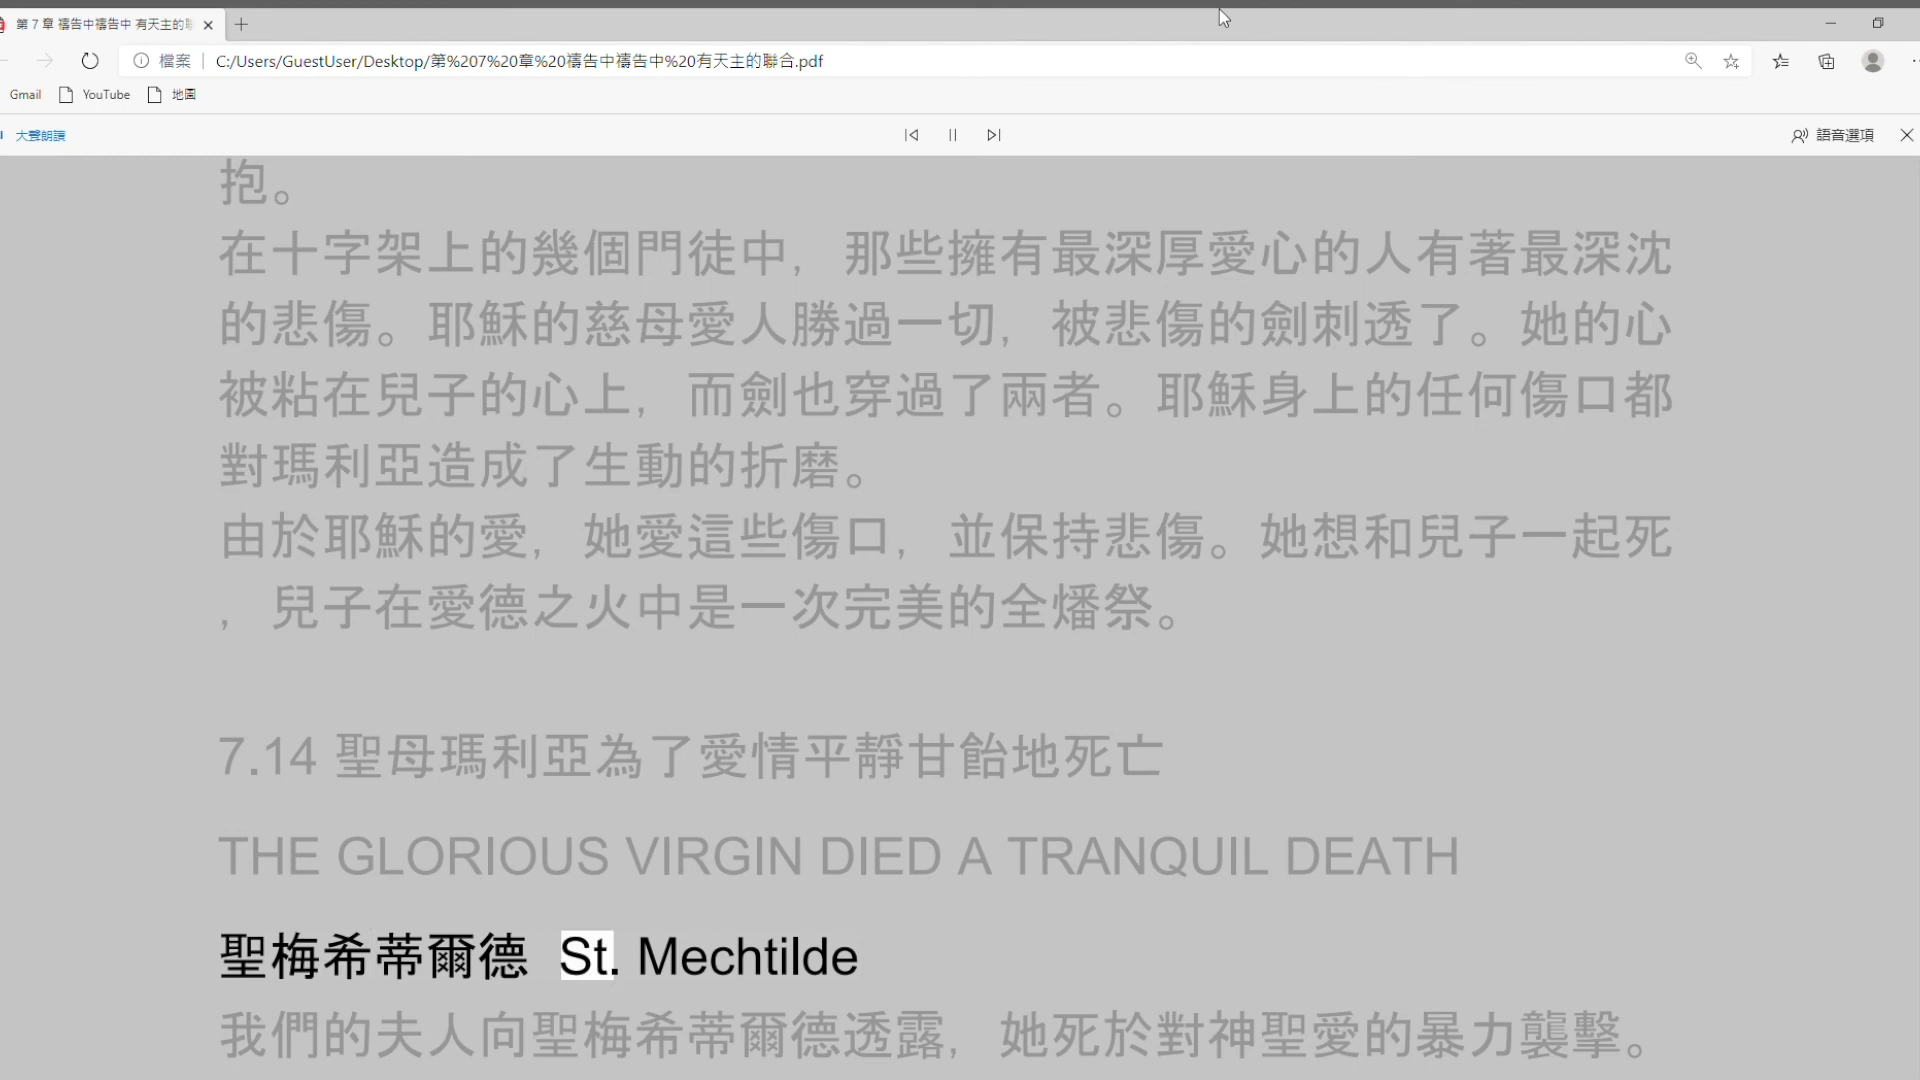 第 7 章 禱告中禱告中 有天主的
檔案
C:/Users/GuestUser/Desktop/第%207%20章%20禱告中禱告中%20有天主的聯合.pdf
Gmail YouTube 地圖
大聲朗讀
語音選項
抱。
在十字架上的幾個門徒中，那些擁有最深厚愛心的人有著最深沈
的悲傷。耶穌的慈母愛人勝過一切，被悲傷的劍刺透了。她的心
被粘在兒子的心上，而劍也穿過了兩者。耶穌身上的任何傷口都
對瑪利亞造成了生動的折磨。
由於耶穌的愛，她愛這些傷口，並保持悲傷。她想和兒子一起死
，兒子在愛德之火中是一次完美的全燔祭。
7.14 聖母瑪利亞為了愛情平靜甘飴地死亡
THE GLORIOUS VIRGIN DIED A TRANQUIL DEATH
聖梅希蒂爾德 St. Mechtilde
我們的夫人向聖梅希蒂爾德透露，她死於對神聖愛的暴力襲擊。